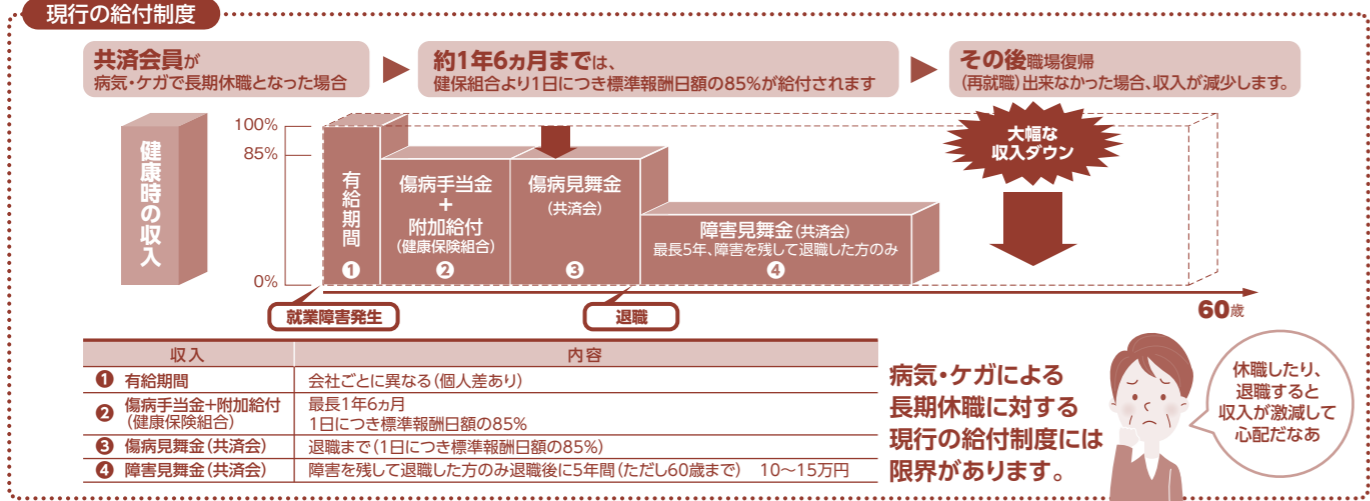 現行の給付制度
共済会員が
病気・ケガで長期休職となった場合
約1年6ヵ月までは、
健保組合より1日につき標準報酬日額の85%が給付されます
その後職場復帰
(再就職)出来なかった場合、収入が減少します。
健康時の収入
100%
85%
0%
有給期間
❶
傷病手当金
+
附加給付
(健康保険組合)
❷
傷病見舞金
(共済会)
❸
障害見舞金(共済会)
最長5年、障害を残して退職した方のみ
❹
大幅な
収入ダウン
就業障害発生
退職
60歳
収入 内容
❶ 有給期間 会社ごとに異なる(個人差あり)
❷ 傷病手当金+附加給付
(健康保険組合)
最長1年6ヵ月
1日につき標準報酬日額の85%
❸ 傷病見舞金(共済会) 退職まで(1日につき標準報酬日額の85%)
❹ 障害見舞金(共済会) 障害を残して退職した方のみ退職後に5年間(ただし60歳まで) 10〜15万円
病気・ケガによる
長期休職に対する
現行の給付制度には
限界があります。
休職したり、
退職すると
収入が激減して
心配だなあ